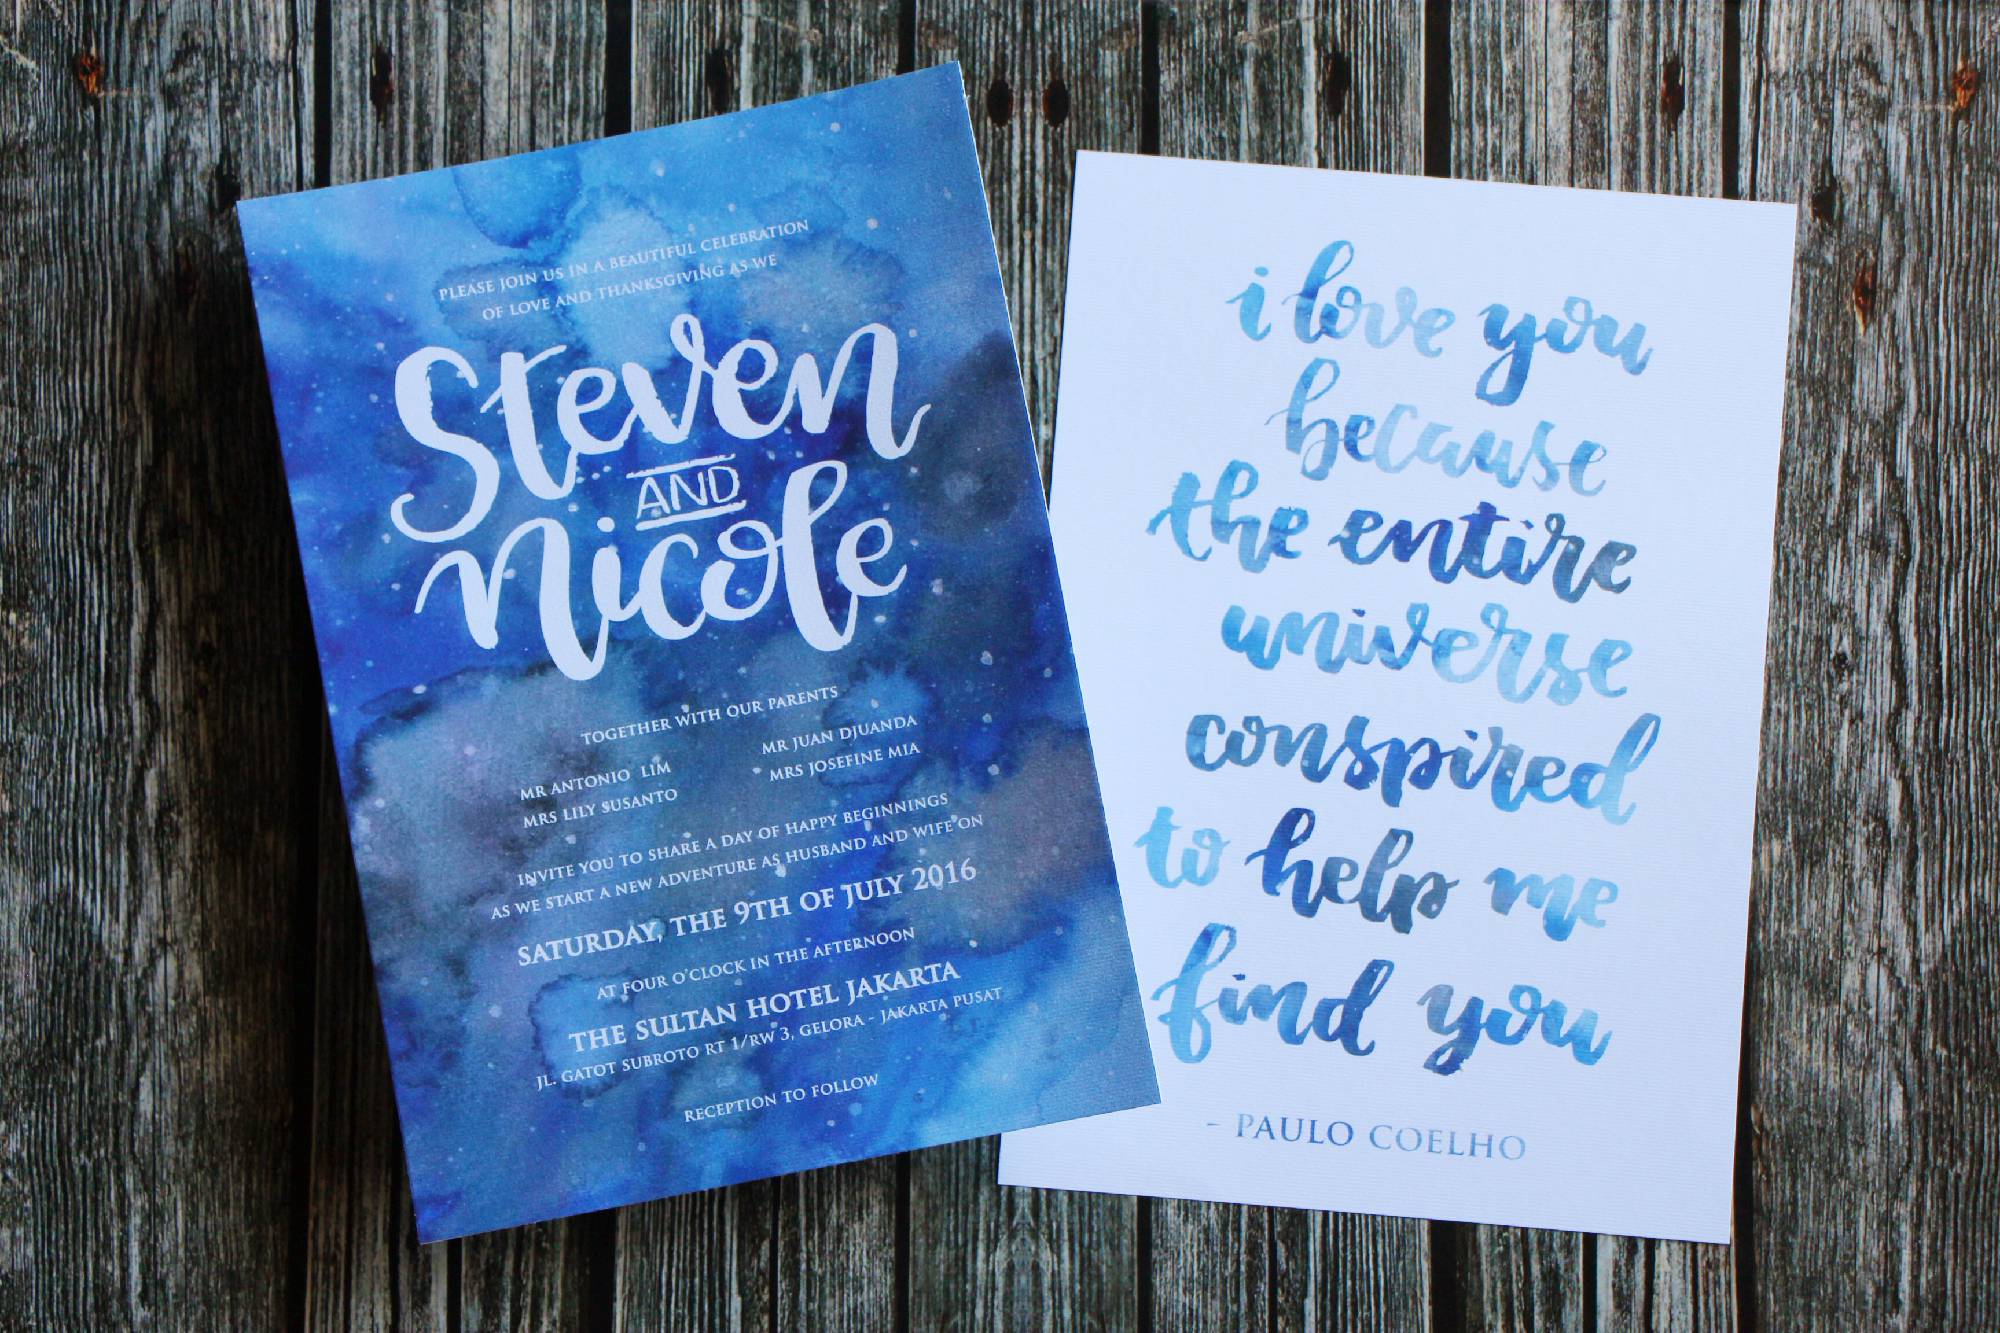 PLEASE JOIN US IN A BEAUTIFUL CELEBRATION
OF LOVE AND THANKSGIVING AS WE
Steven
AND
Nicole
TOGETHER WITH OUR PARENTS
MR ANTONIO LIM
MRS LILY SUSANTO
MR JUAN DJUANDA
MRS JOSEFINE MIA
INVITE YOU TO SHARE A DAY OF HAPPY BEGINNINGS
AS WE START A NEW ADVENTURE AS HUSBAND AND WIFE ON
SATURDAY, THE 9TH OF JULY 2016
AT FOUR O'CLOCK IN THE AFTERNOON
THE SULTAN HOTEL JAKARTA
JL. GATOT SUBROTO RT 1/RW 3, GELORA - JAKARTA PUSAT
RECEPTION TO FOLLOW
i love you
because
the entire
universe
conspired
to help me
find you
- PAULO COELHO